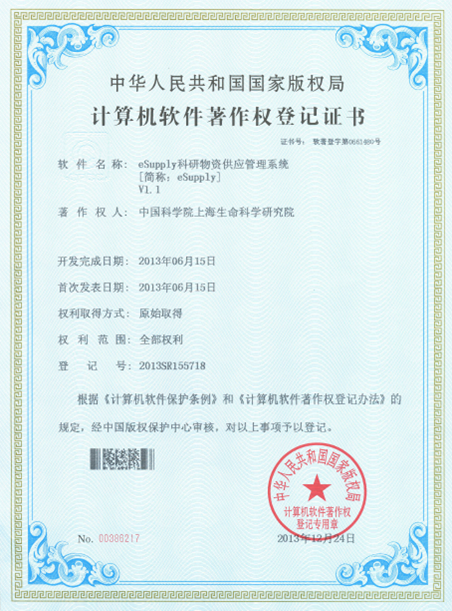 中华人民共和国国家版权局
计算机软件著作权登记证书
证书号： 软著登字第0661480号
软件名称： eSupply科研物资供应管理系统
[简称：eSupply]
V1.1
著作权人： 中国科学院上海生命科学研究院
开发完成日期： 2013年06月15日
首次发表日期： 2013年06月15日
权利取得方式： 原始取得
权利范围： 全部权利
登记号： 2013SR155718
根据《计算机软件保护条例》和《计算机软件著作权登记办法》的
规定，经中国版权保护中心审核，对以上事项予以登记。
中华人民共和国国家版权局
计算机软件著作权
登记专用章
No. 00386217
2013年12月24日